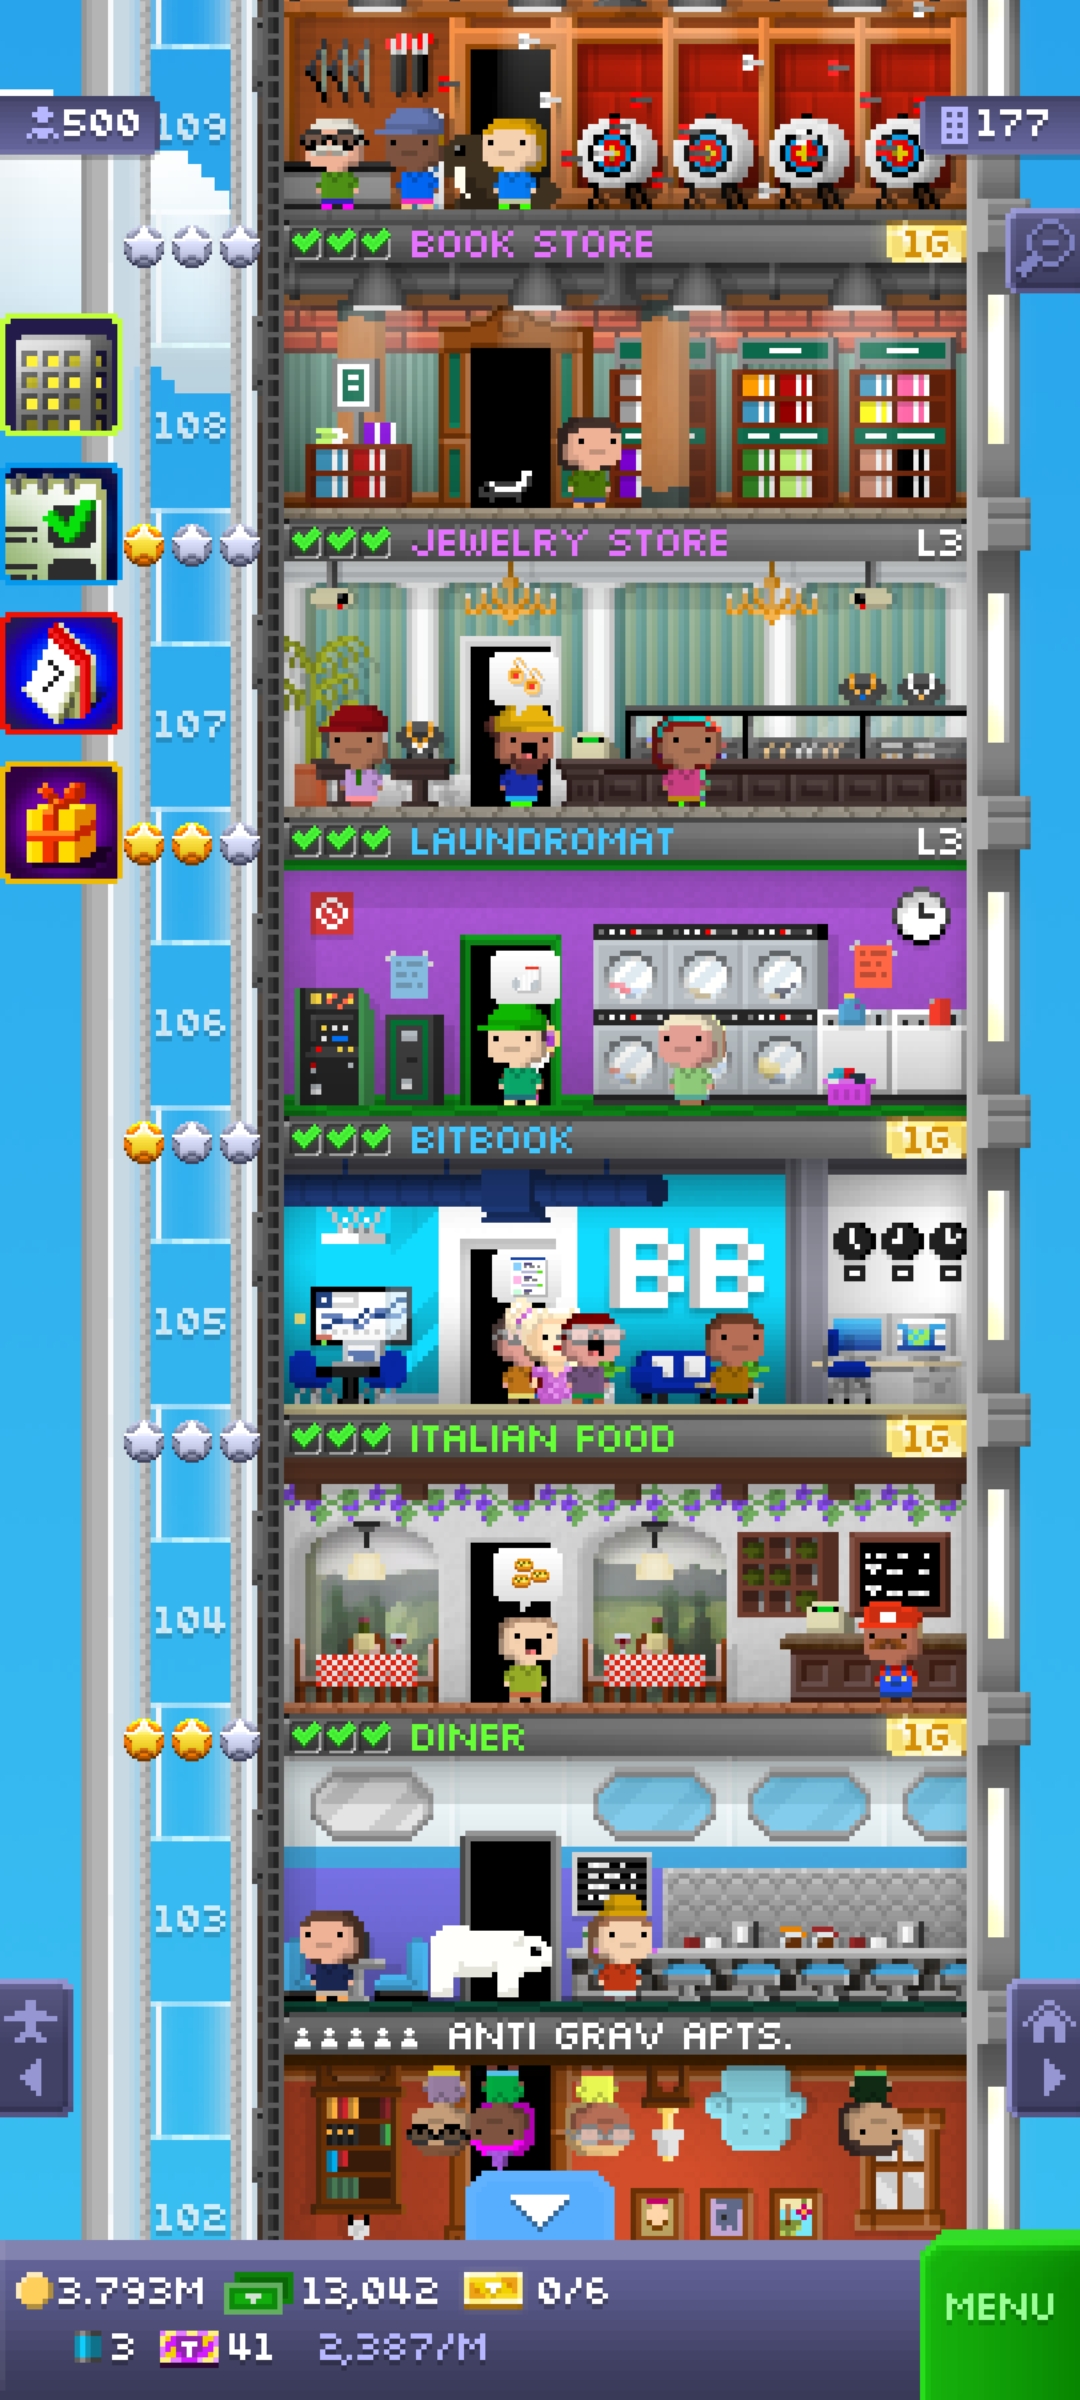 500
109
177
BOOK STORE
1G
108
JEWELRY STORE
L3
7
107
LAUNDROMAT
L3
106
BITBOOK
1G
BB
105
ITALIAN FOOD
1G
104
DINER
1G
103
ANTI GRAV APTS.
102
3.793M
13,042
0/6
MENU
3
T
41
2,387/M